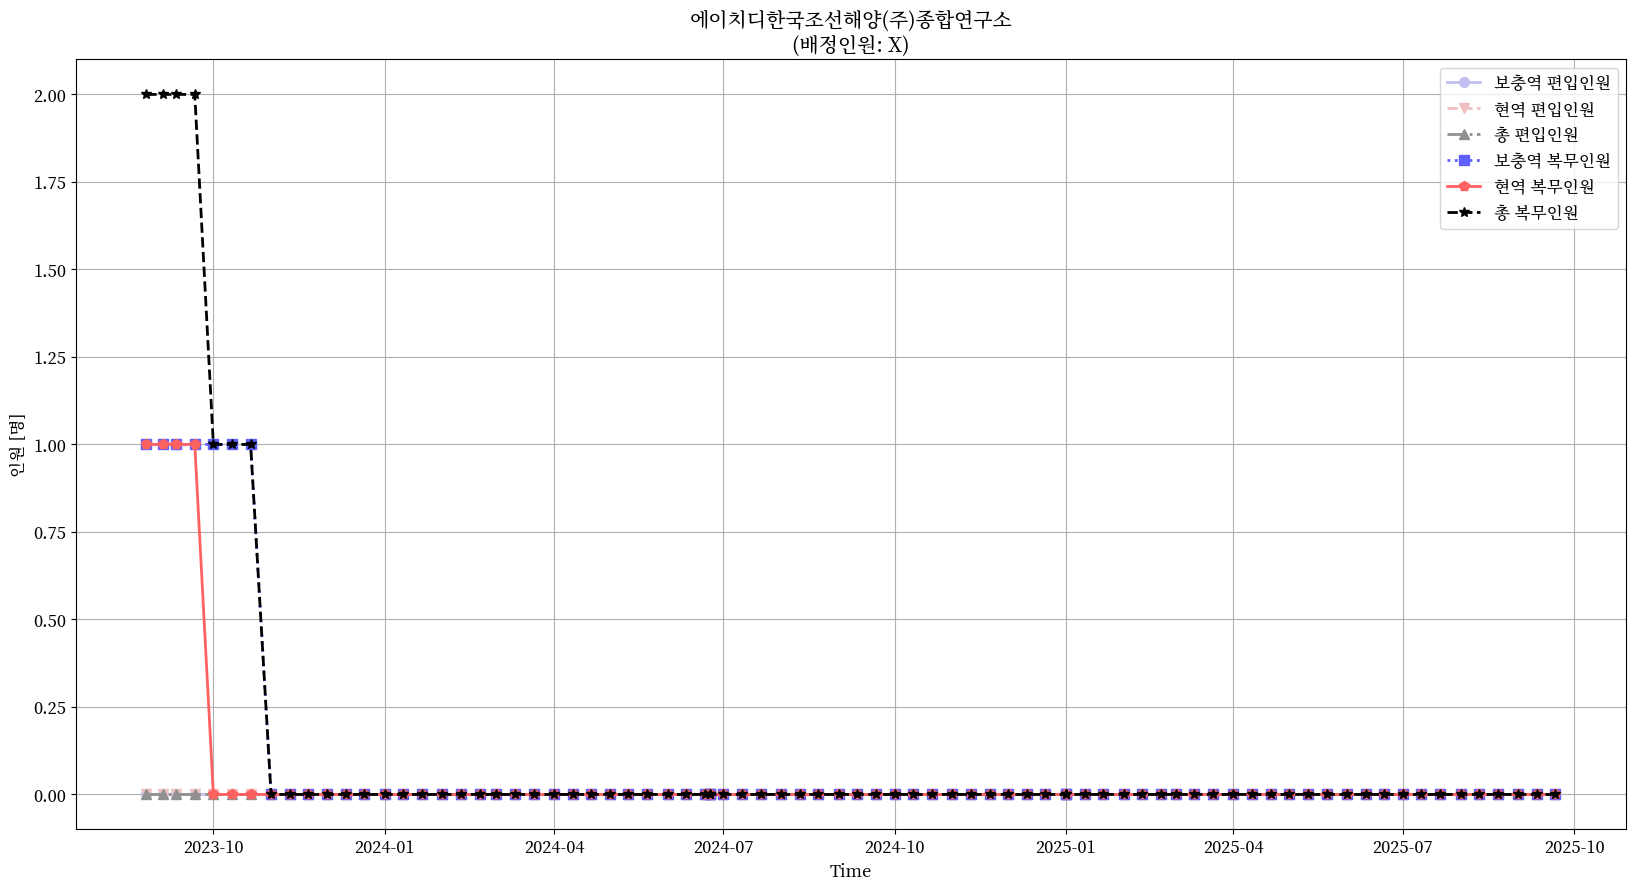 에이치디한국조선해양(주)종합연구소
(배정인원: X)
보충역 편입인원
현역 편입인원
총 편입인원
보충역 복무인원
현역 복무인원
총 복무인원
인원 [명]
2.00
1.75
1.50
1.25
1.00
0.75
0.50
0.25
0.00
2023-10 2024-01 2024-04 2024-07 2024-10 2025-01 2025-04 2025-07 2025-10
Time